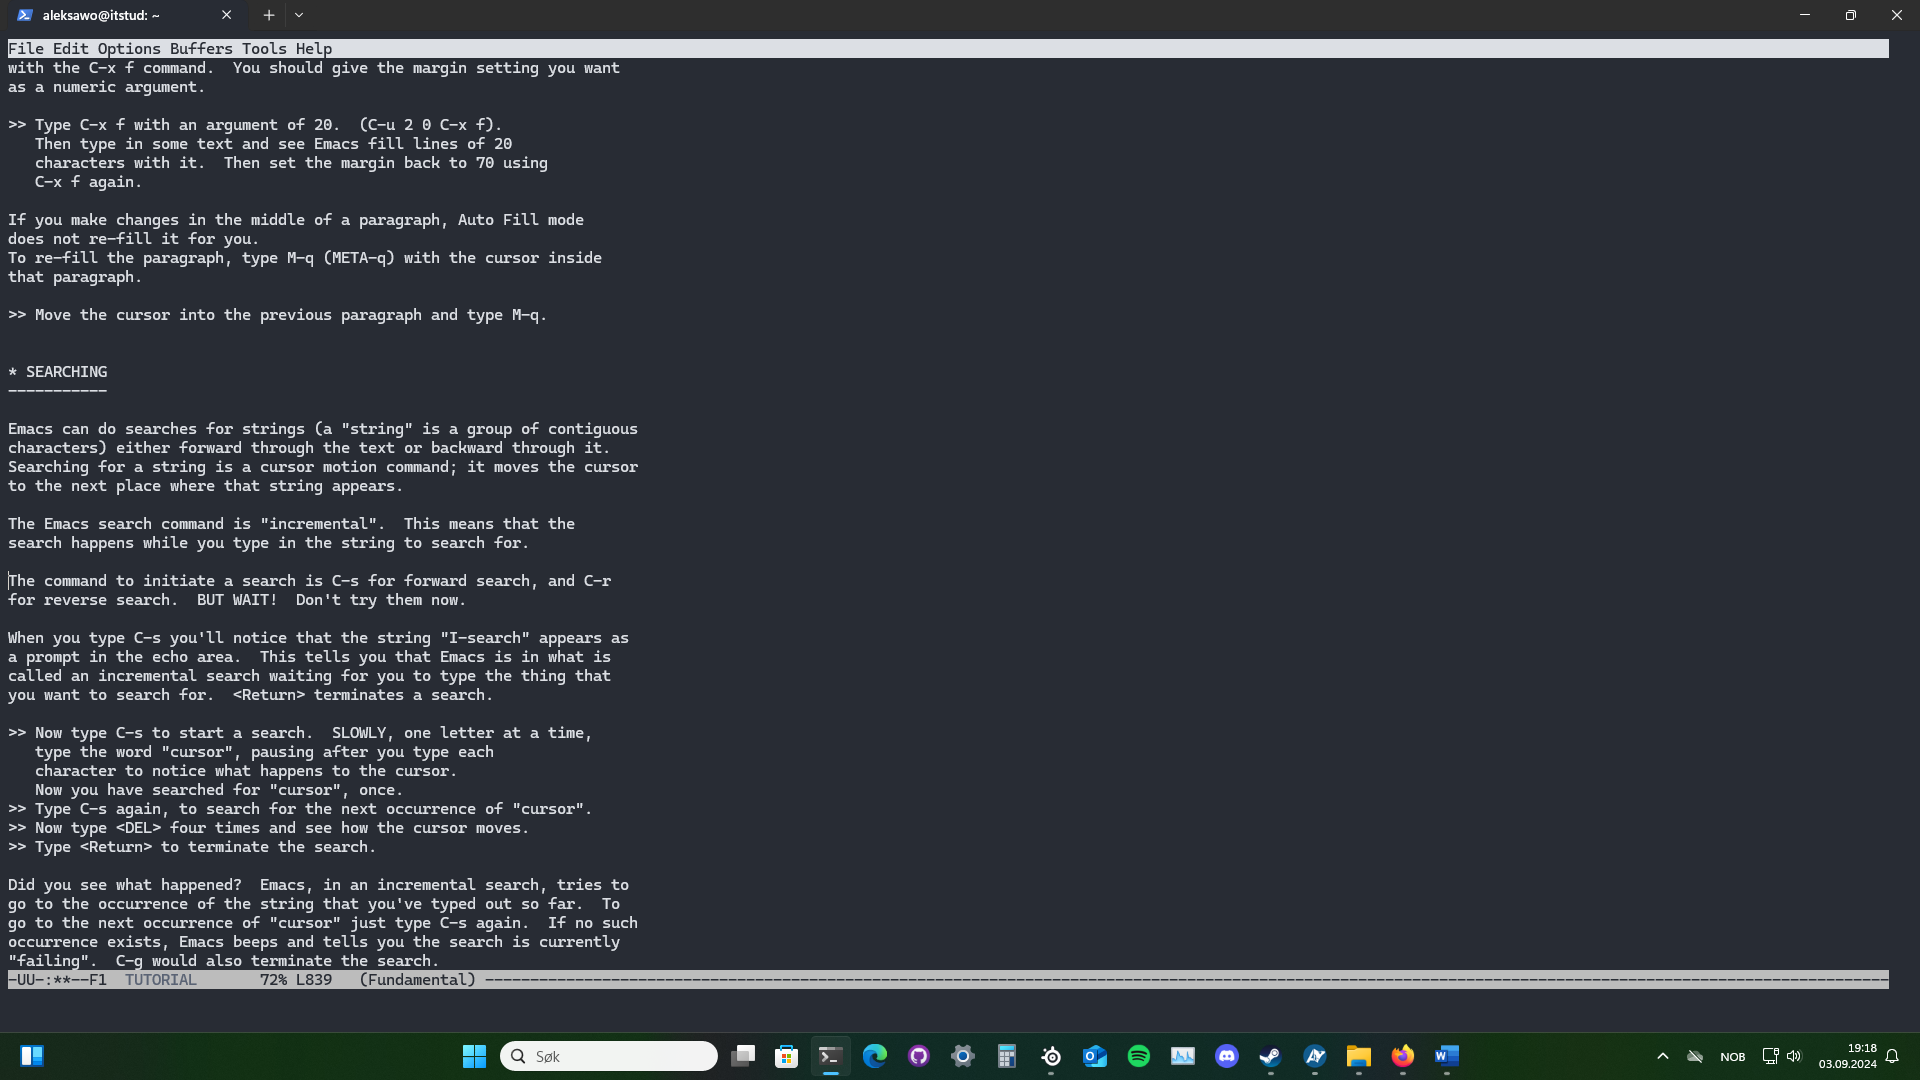 aleksawo@itstud: ~
File Edit Options Buffers Tools Help
with the C-x f command.  You should give the margin setting you want
as a numeric argument.

>> Type C-x f with an argument of 20.  (C-u 2 0 C-x f).
   Then type in some text and see Emacs fill lines of 20
   characters with it.  Then set the margin back to 70 using
   C-x f again.

If you make changes in the middle of a paragraph, Auto Fill mode
does not re-fill it for you.
To re-fill the paragraph, type M-q (META-q) with the cursor inside
that paragraph.

>> Move the cursor into the previous paragraph and type M-q.


* SEARCHING
-----------

Emacs can do searches for strings (a "string" is a group of contiguous
characters) either forward through the text or backward through it.
Searching for a string is a cursor motion command; it moves the cursor
to the next place where that string appears.

The Emacs search command is "incremental".  This means that the
search happens while you type in the string to search for.

The command to initiate a search is C-s for forward search, and C-r
for reverse search.  BUT WAIT!  Don't try them now.

When you type C-s you'll notice that the string "I-search" appears as
a prompt in the echo area.  This tells you that Emacs is in what is
called an incremental search waiting for you to type the thing that
you want to search for.  <Return> terminates a search.

>> Now type C-s to start a search.  SLOWLY, one letter at a time,
   type the word "cursor", pausing after you type each
   character to notice what happens to the cursor.
   Now you have searched for "cursor", once.
>> Type C-s again, to search for the next occurrence of "cursor".
>> Now type <DEL> four times and see how the cursor moves.
>> Type <Return> to terminate the search.

Did you see what happened?  Emacs, in an incremental search, tries to
go to the occurrence of the string that you've typed out so far.  To
go to the next occurrence of "cursor" just type C-s again.  If no such
occurrence exists, Emacs beeps and tells you the search is currently
"failing".  C-g would also terminate the search.
-UU-:**--F1  TUTORIAL       72% L839   (Fundamental) ------------------------------------------------------------------------------------------------------------------------------------------------------------
Søk
NOB
19:18
03.09.2024